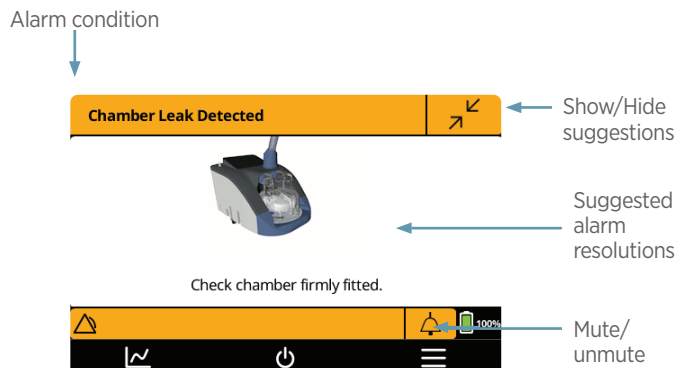 Alarm condition
Chamber Leak Detected
Show/Hide
suggestions
Suggested
alarm
resolutions
Check chamber firmly fitted.
100%
Mute/
unmute